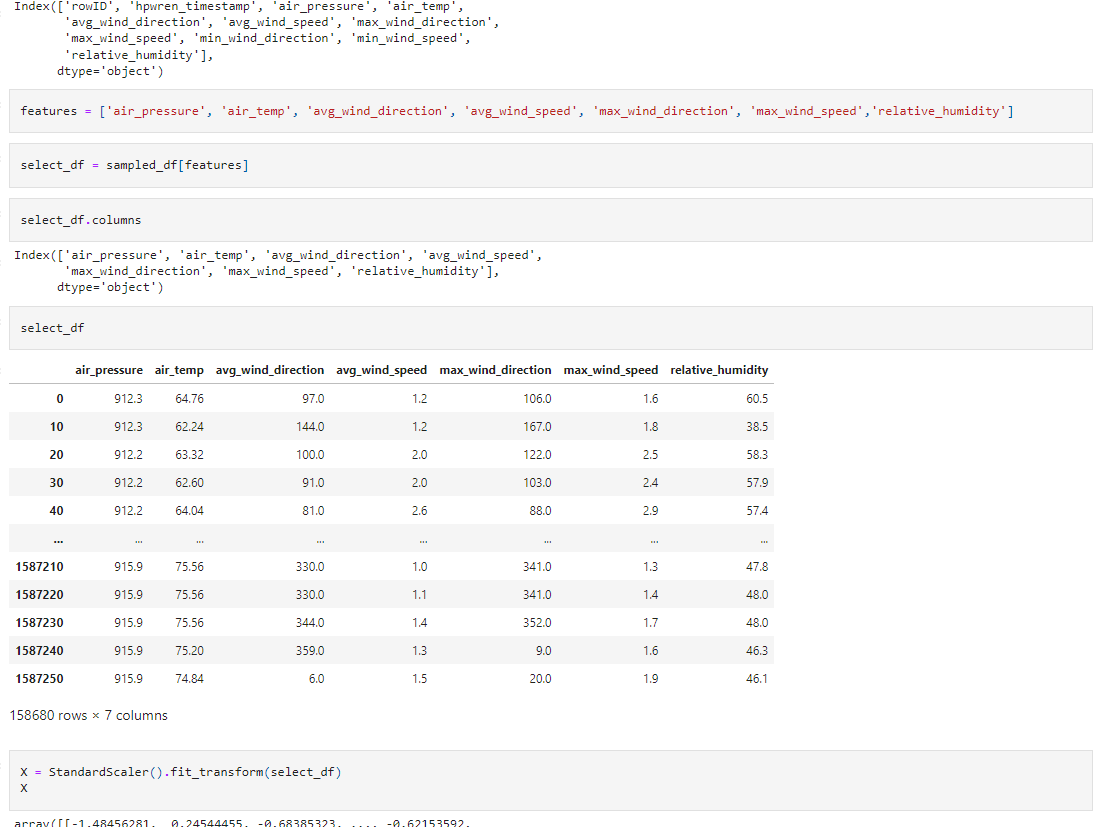 Index(['rowID', 'hpwren_timestamp', 'air_pressure', 'air_temp',
'avg_wind_direction', 'avg_wind_speed', 'max_wind_direction',
'max_wind_speed', 'min_wind_direction', 'min_wind_speed',
'relative_humidity'],
dtype='object')
features = ['air_pressure', 'air_temp', 'avg_wind_direction', 'avg_wind_speed', 'max_wind_direction', 'max_wind_speed','relative_humidity']
select_df = sampled_df[features]
select_df.columns
Index(['air_pressure', 'air_temp', 'avg_wind_direction', 'avg_wind_speed',
'max_wind_direction', 'max_wind_speed', 'relative_humidity'],
dtype='object')
select_df
air_pressure air_temp avg_wind_direction avg_wind_speed max_wind_direction max_wind_speed relative_humidity
0 912.3 64.76 97.0 1.2 106.0 1.6 60.5
10 912.3 62.24 144.0 1.2 167.0 1.8 38.5
20 912.2 63.32 100.0 2.0 122.0 2.5 58.3
30 912.2 62.60 91.0 2.0 103.0 2.4 57.9
40 912.2 64.04 81.0 2.6 88.0 2.9 57.4
... ... ... ... ... ... ... ...
1587210 915.9 75.56 330.0 1.0 341.0 1.3 47.8
1587220 915.9 75.56 330.0 1.1 341.0 1.4 48.0
1587230 915.9 75.56 344.0 1.4 352.0 1.7 48.0
1587240 915.9 75.20 359.0 1.3 9.0 1.6 46.3
1587250 915.9 74.84 6.0 1.5 20.0 1.9 46.1
158680 rows × 7 columns
X = StandardScaler().fit_transform(select_df)
X
array([[-1.48456281, 0.24544455, -0.68385323, ..., -0.62153592,